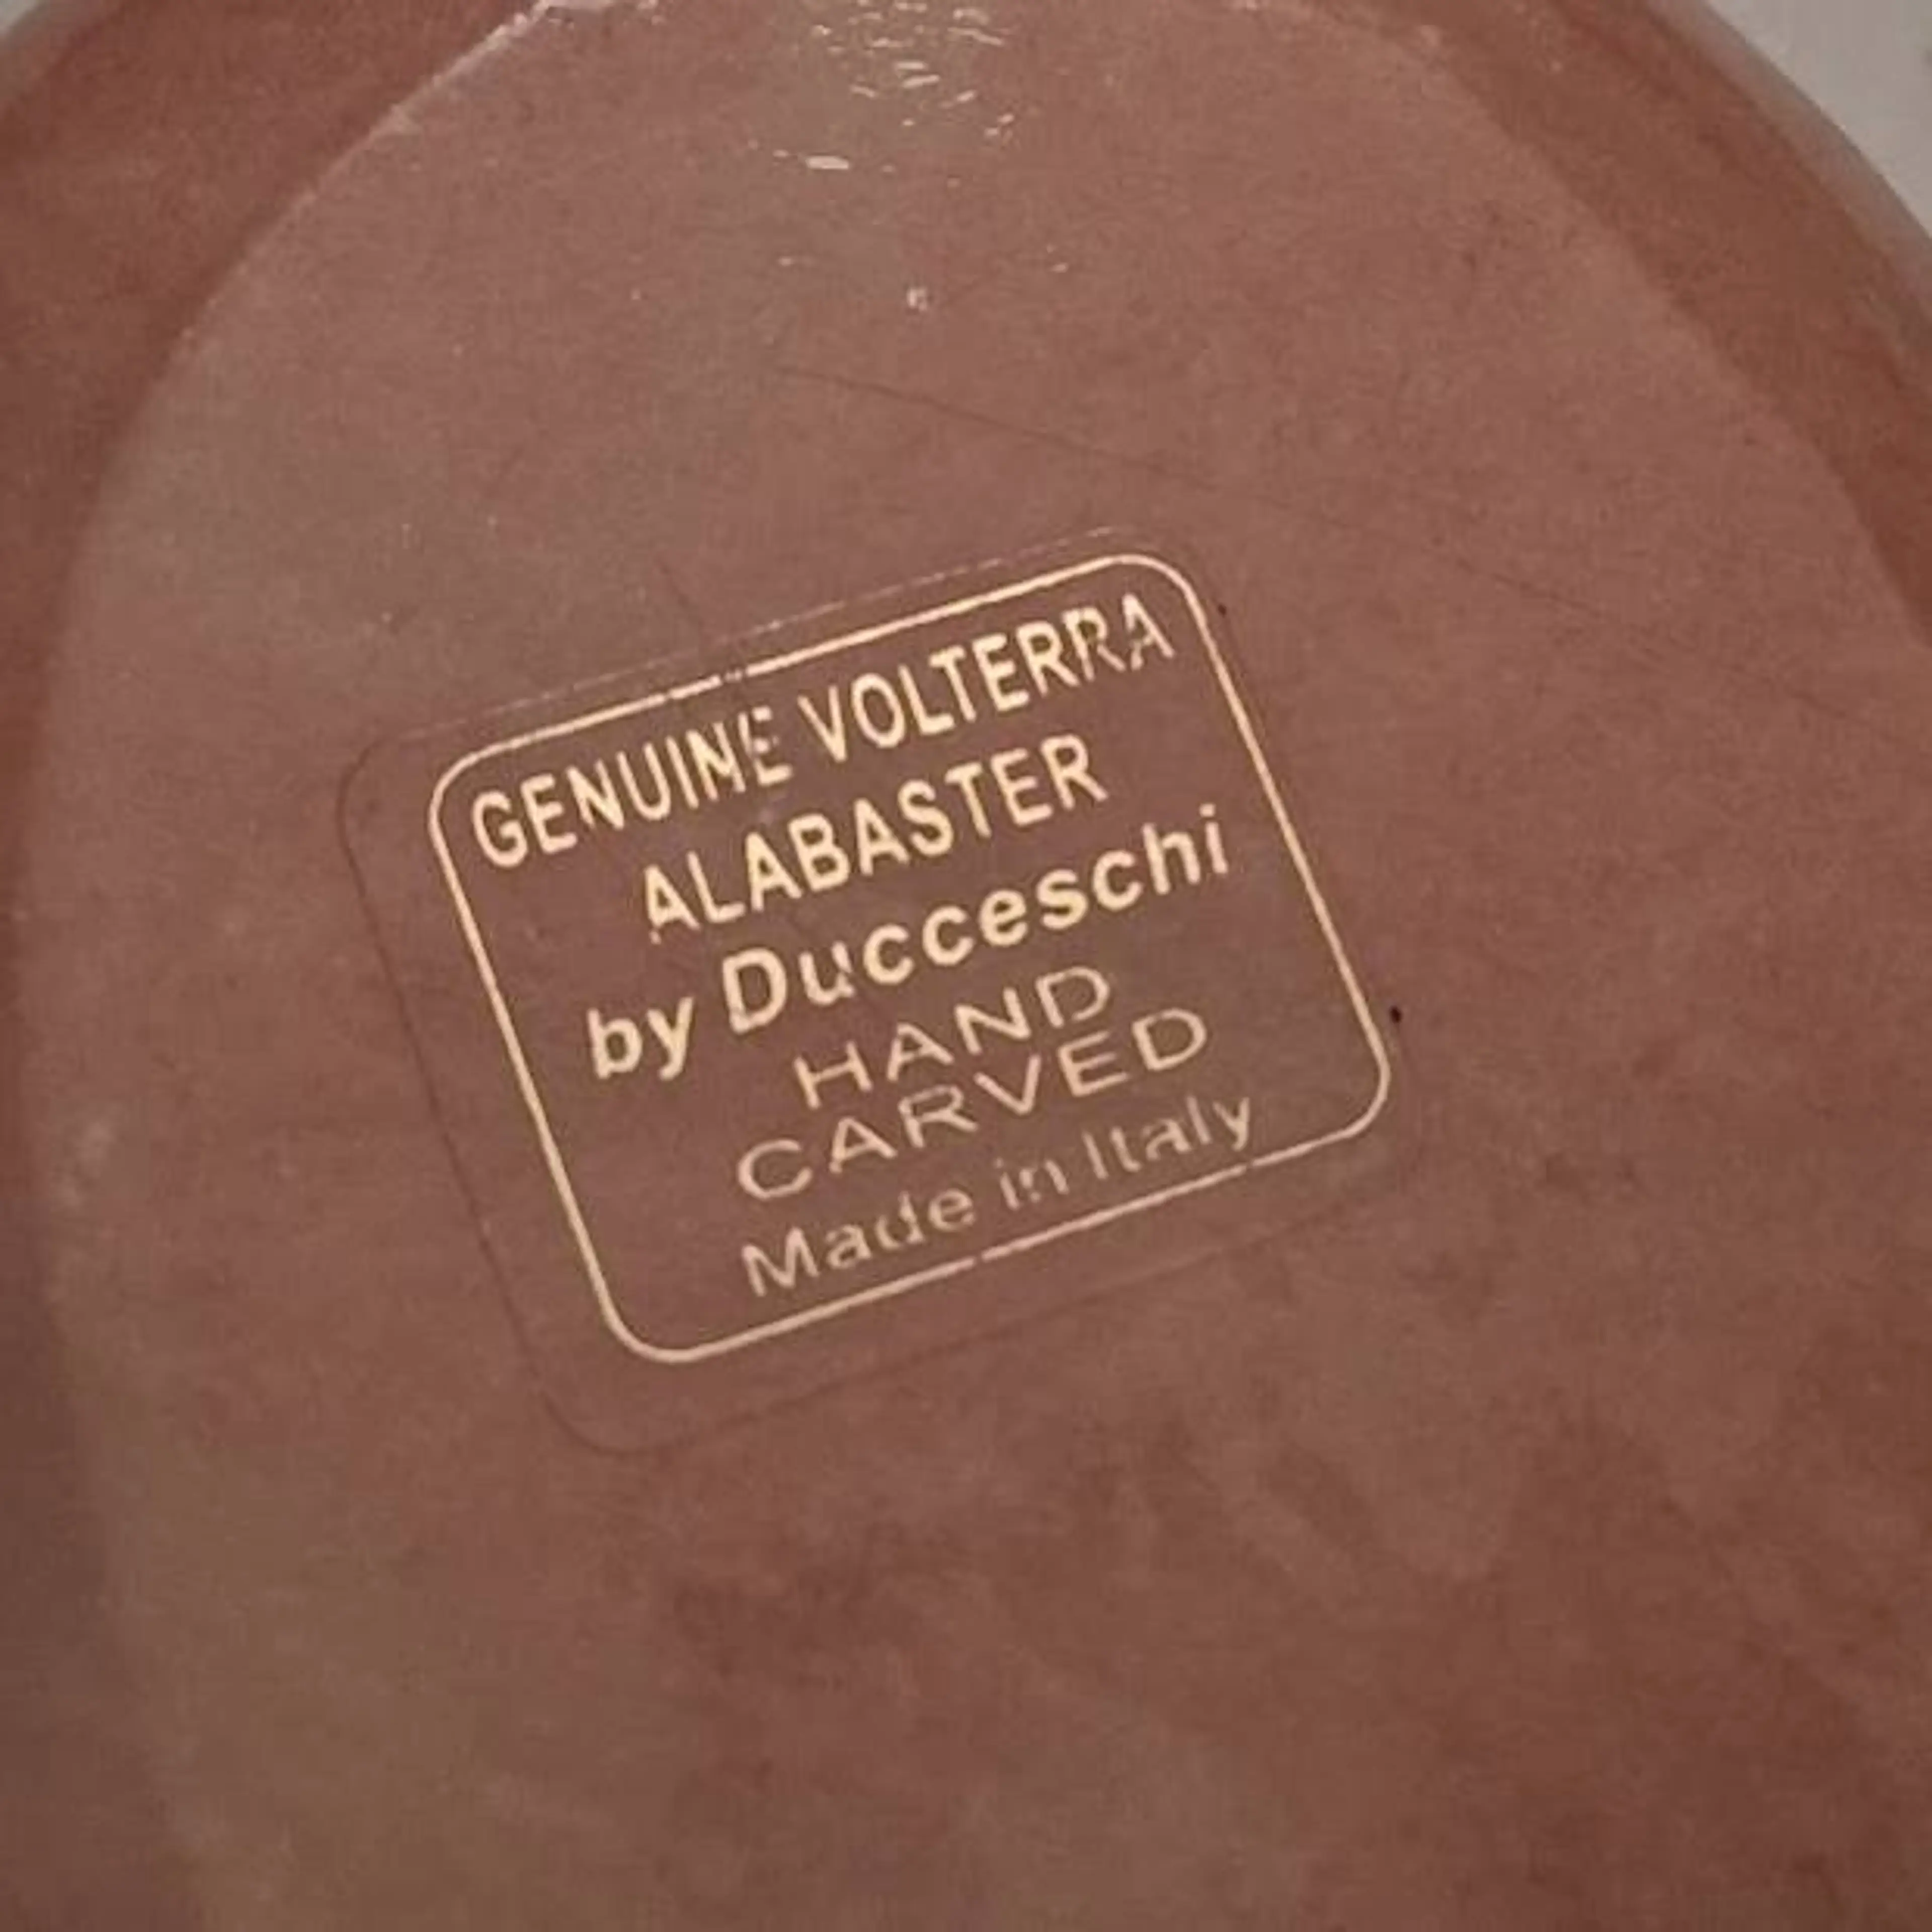 GENUINE VOLTERRA
ALABASTER
by Ducceschi
HAND
CARVED
Made in Italy